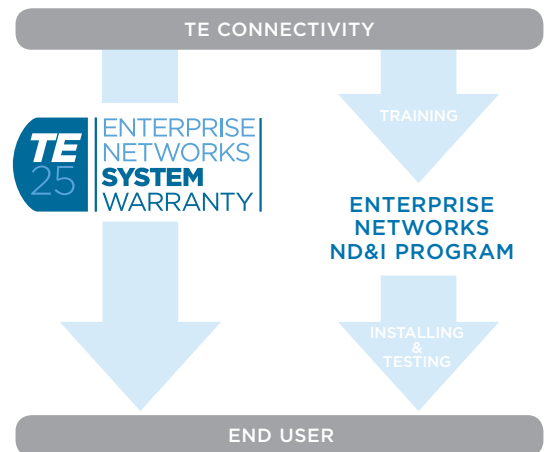 TE CONNECTIVITY
TRAINING
TE
25
ENTERPRISE
NETWORKS
SYSTEM
WARRANTY
ENTERPRISE
NETWORKS
ND&I PROGRAM
INSTALLING
&
TESTING
END USER